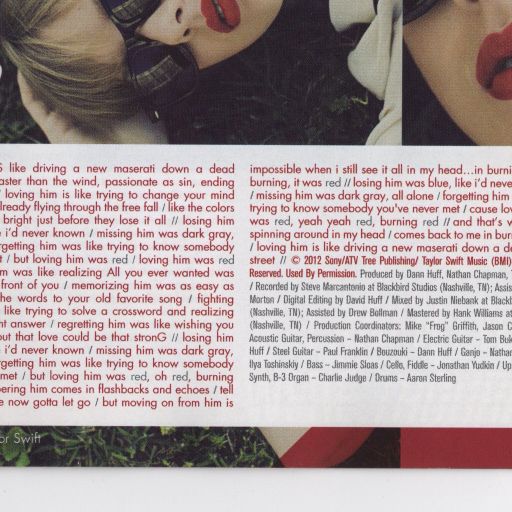 S like driving a new maserati down a dead
aster than the wind, passionate as sin, ending
/ loving him is like trying to change your mind
lready flying through the free fall / like the colors
bright just before they lose it all // losing him
e i'd never known / missing him was dark gray,
rgetting him was like trying to know somebody
t / but loving him was red / loving him was red
m was like realizing All you ever wanted was
front of you / memorizing him was as easy as
the words to your old favorite song / fighting
like trying to solve a crossword and realizing
ht answer / regretting him was like wishing you
ut that love could be that stronG // losing him
e i'd never known / missing him was dark gray,
rgetting him was like trying to know somebody
met / but loving him was red, oh red, burning
bering him comes in flashbacks and echoes / tell
e now gotta let go / but moving on from him is
impossible when i still see it all in my head...in burni
burning, it was red // losing him was blue, like i'd neve
/ missing him was dark gray, all alone / forgetting him
trying to know somebody you've never met / cause lov
was red, yeah yeah red, burning red // and that's w
spinning around in my head / comes back to me in burn
/ loving him is like driving a new maserati down a de
street // © 2012 Sony/ATV Tree Publishing/ Taylor Swift Music (BMI)
Reserved. Used By Permission. Produced by Dann Huff, Nathan Chapman, T
/ Recorded by Steve Marcantonio at Blackbird Studios (Nashville, TN); Assis
Morton / Digital Editing by David Huff / Mixed by Justin Niebank at Blackb
(Nashville, TN); Assisted by Drew Bollman / Mastered by Hank Williams at
(Nashville, TN) / Production Coordinators: Mike "Frog" Griffith, Jason C
Acoustic Guitar, Percussion – Nathan Chapman / Electric Guitar – Tom Buk
Huff / Steel Guitar – Paul Franklin / Bouzouki – Dann Huff / Ganjo – Nathan
Ilya Toshinskiy / Bass – Jimmie Sloas / Cello, Fiddle – Jonathan Yudkin / Up
Synth, B-3 Organ – Charlie Judge / Drums – Aaron Sterling
or Swift